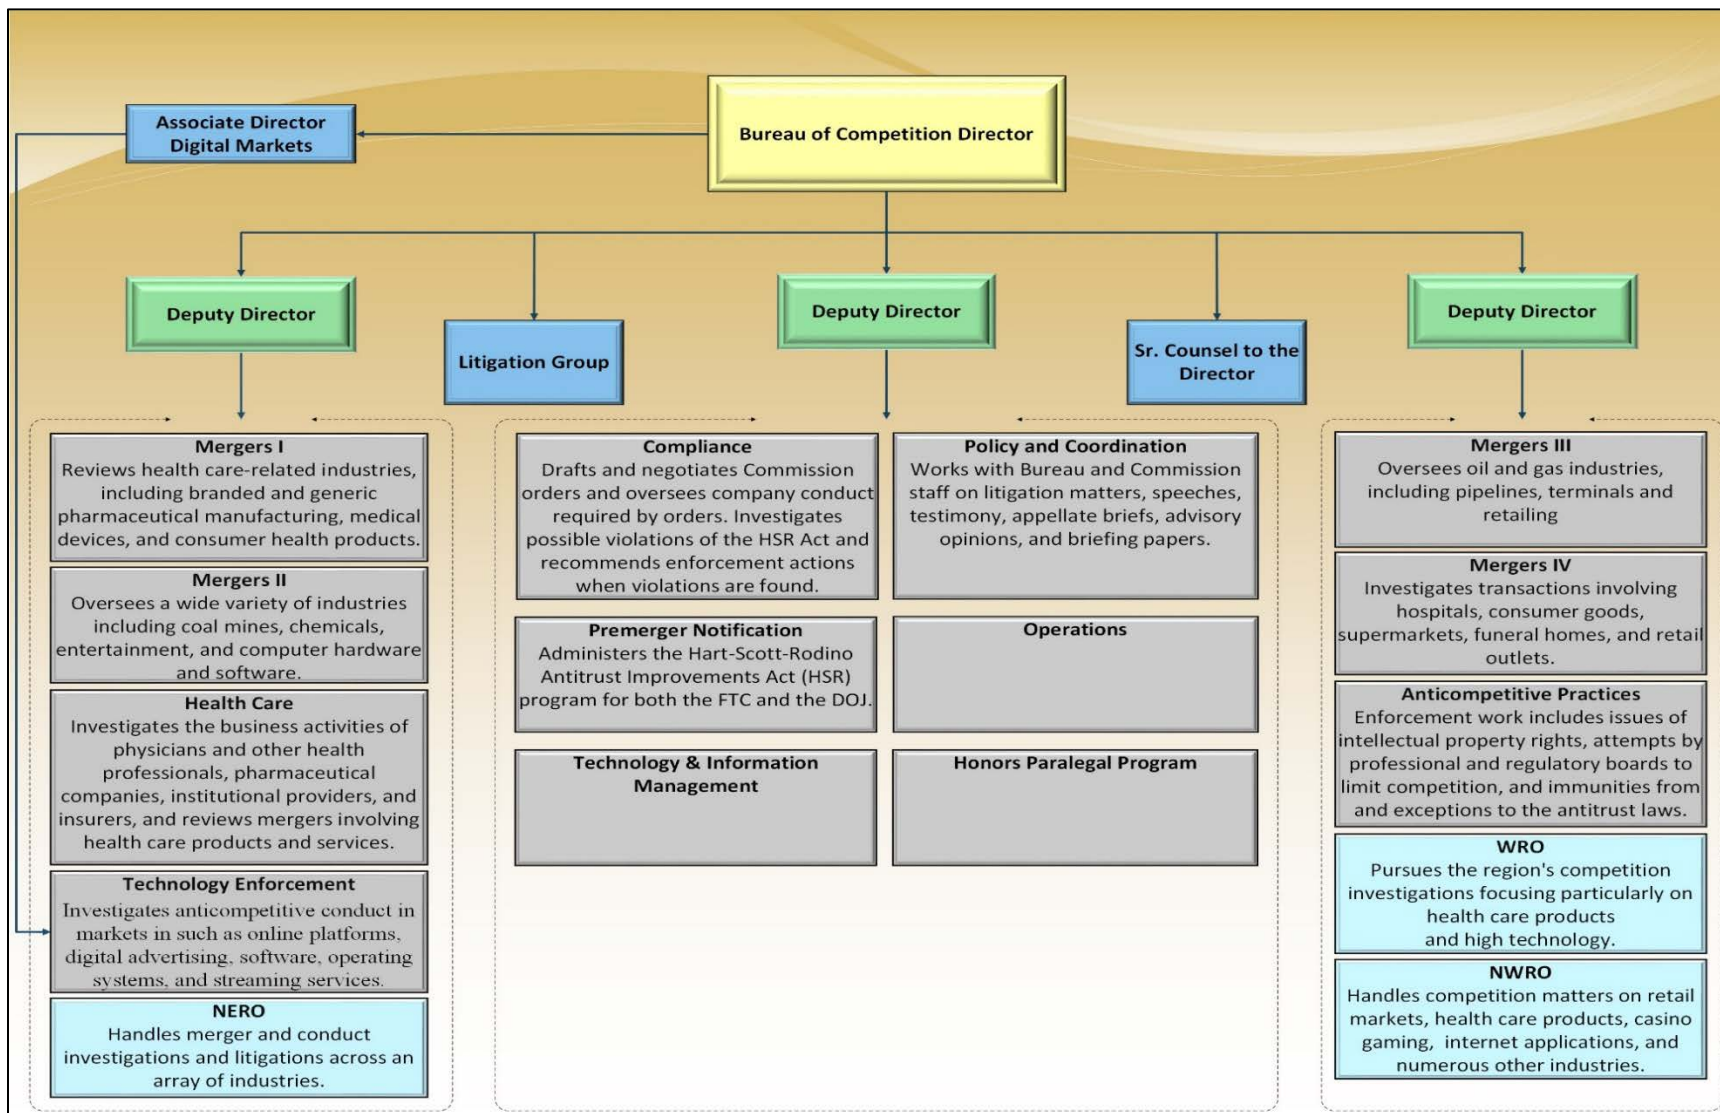 Associate Director
Digital Markets
Bureau of Competition Director
Deputy Director
Litigation Group
Deputy Director
Sr. Counsel to the
Director
Deputy Director
Mergers I
Reviews health care-related industries,
including branded and generic
pharmaceutical manufacturing, medical
devices, and consumer health products.
Mergers II
Oversees a wide variety of industries
including coal mines, chemicals,
entertainment, and computer hardware
and software.
Health Care
Investigates the business activities of
physicians and other health
professionals, pharmaceutical
companies, institutional providers, and
insurers, and reviews mergers involving
health care products and services.
Technology Enforcement
Investigates anticompetitive conduct in
markets in such as online platforms,
digital advertising, software, operating
systems, and streaming services.
NERO
Handles merger and conduct
investigations and litigations across an
array of industries.
Compliance
Drafts and negotiates Commission
orders and oversees company conduct
required by orders. Investigates
possible violations of the HSR Act and
recommends enforcement actions
when violations are found.
Policy and Coordination
Works with Bureau and Commission
staff on litigation matters, speeches,
testimony, appellate briefs, advisory
opinions, and briefing papers.
Premerger Notification
Administers the Hart-Scott-Rodino
Antitrust Improvements Act (HSR)
program for both the FTC and the DOJ.
Operations
Technology & Information
Management
Honors Paralegal Program
Mergers III
Oversees oil and gas industries,
including pipelines, terminals and
retailing
Mergers IV
Investigates transactions involving
hospitals, consumer goods,
supermarkets, funeral homes, and retail
outlets.
Anticompetitive Practices
Enforcement work includes issues of
intellectual property rights, attempts by
professional and regulatory boards to
limit competition, and immunities from
and exceptions to the antitrust laws.
WRO
Pursues the region's competition
investigations focusing particularly on
health care products
and high technology.
NWRO
Handles competition matters on retail
markets, health care products, casino
gaming, internet applications, and
numerous other industries.